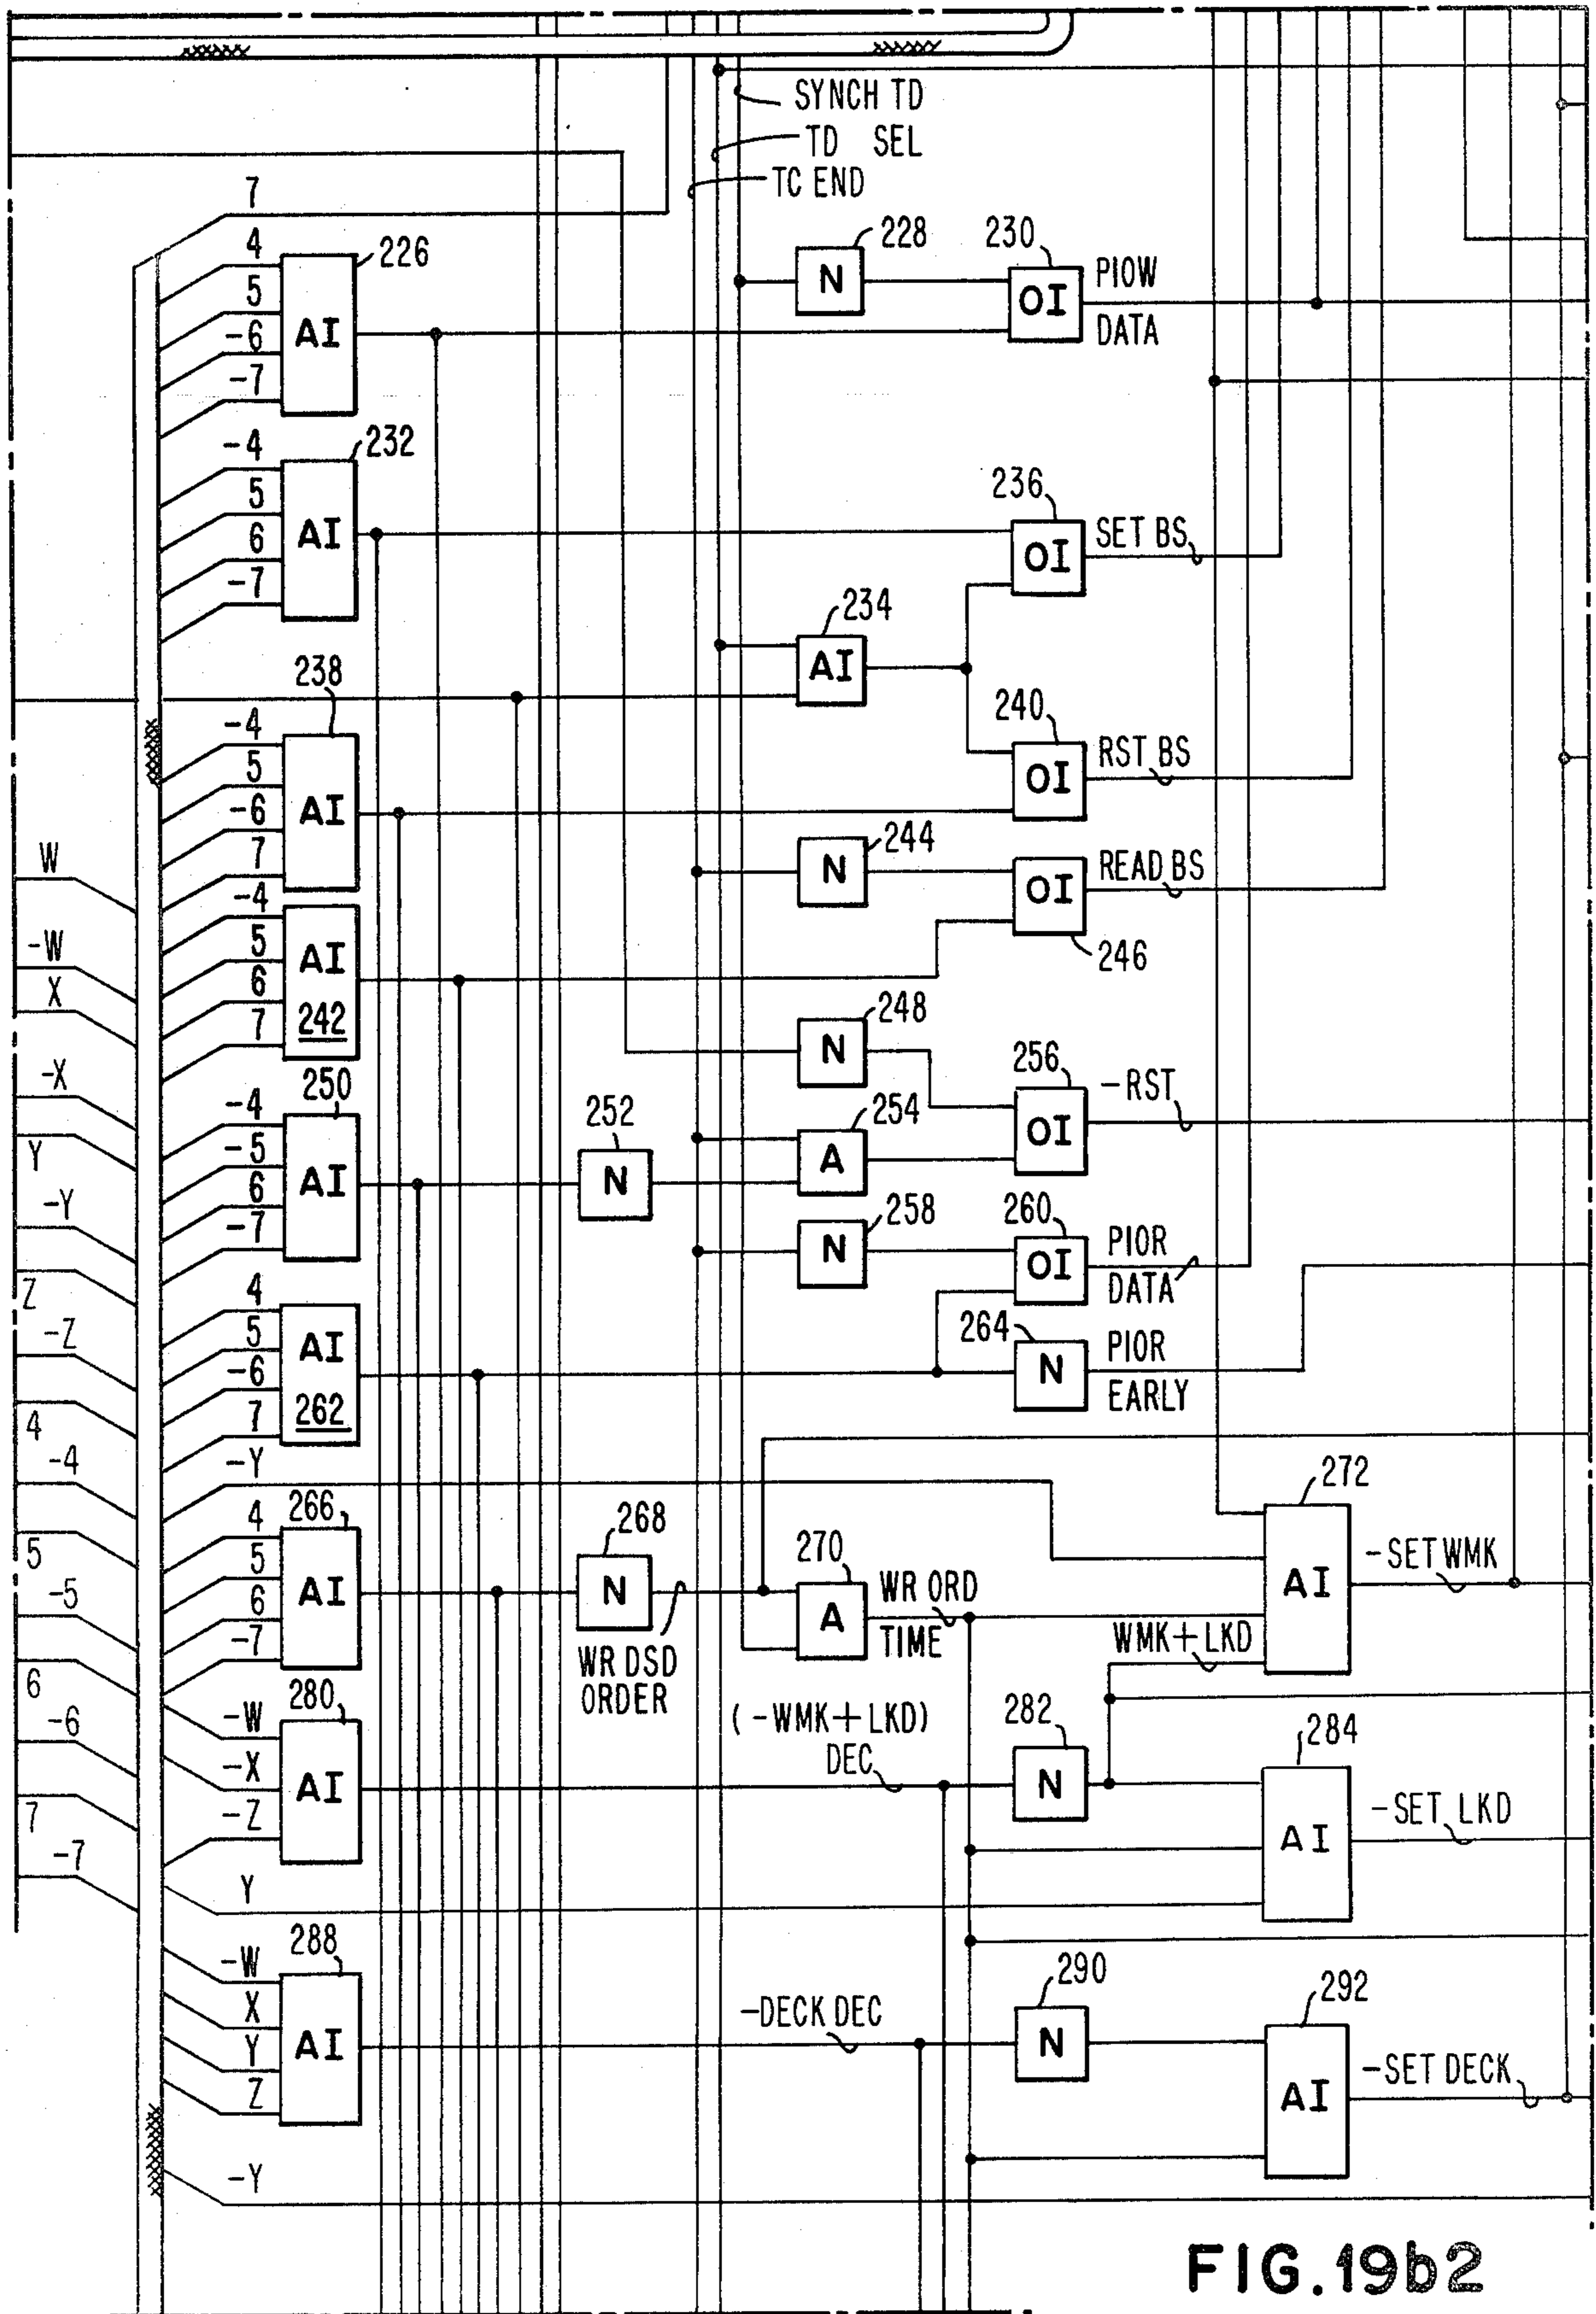 SYNCH TD
TD SEL
TC END
7
4
5
-6
-7
AI
226
N
228
OI
230
PIOW
DATA
-4
5
6
-7
AI
232
OI
236
SET BS
AI
234
-4
5
-6
7
AI
238
OI
240
RST BS
-4
5
6
7
AI
242
N
244
OI
246
READ BS
N
248
-4
-5
6
-7
AI
250
N
252
A
254
OI
256
-RST
N
258
OI
260
PIOR
DATA
4
5
-6
7
AI
262
N
264
PIOR
EARLY
-Y
4
5
6
-7
AI
266
N
268
WR DSD
ORDER
A
270
WR ORD
TIME
AI
272
-SET WMK
WMK+LKD
-W
-X
-Z
AI
280
(-WMK+LKD)
DEC
N
282
AI
284
-SET LKD
Y
-W
X
Y
Z
AI
288
-DECK DEC
N
290
AI
292
-SET DECK
-Y
W
-W
X
-X
Y
-Y
Z
-Z
4
-4
5
-5
6
-6
7
-7
FIG.19b2